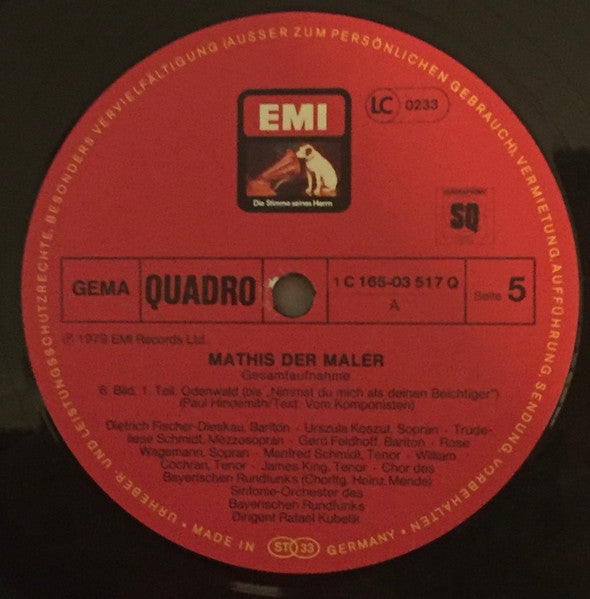 URHEBER- UND LEISTUNGSSCHUTZRECHTE, BESONDERS VERVIELFÄLTIGUNG (AUSSER ZUM PERSÖNLICHEN GEBRAUCH), VERMIETUNG, AUFFÜHRUNG, SENDUNG, VORBEHALTEN
EMI
Die Stimme seines Herrn
LC 0233
QUADRAPHONY
SQ
GEMA QUADRO 1 C 165-03 517 Q Seite 5
A
℗ 1979 EMI Records Ltd.
MATHIS DER MALER
Gesamtaufnahme
6. Bild, 1. Teil, Odenwald (bis „Nimmst du mich als deinen Beichtiger")
(Paul Hindemith/Text: Vom Komponisten)
Dietrich Fischer-Dieskau, Bariton · Urszula Koszut, Sopran · Trude-
liese Schmidt, Mezzosopran · Gerd Feldhoff, Bariton · Rose
Wagemann, Sopran · Manfred Schmidt, Tenor · William
Cochran, Tenor · James King, Tenor · Chor des
Bayerischen Rundfunks (Chorltg. Heinz Mende)
Sinfonie-Orchester des
Bayerischen Rundfunks
Dirigent Rafael Kubelik
· MADE IN STEREO 33 GERMANY ·